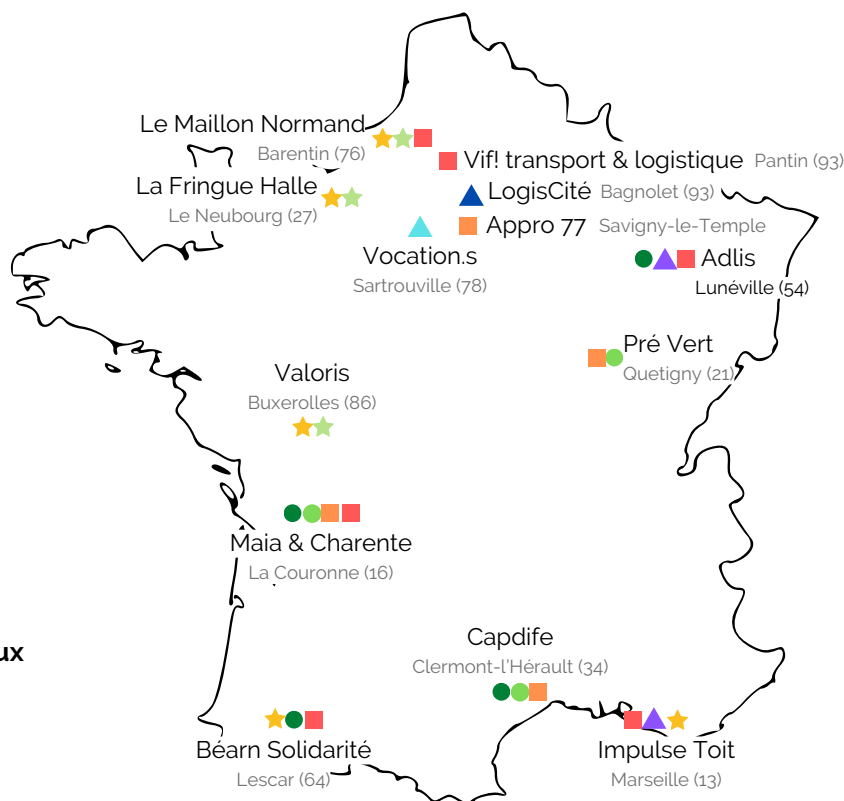 Le Maillon Normand
Barentin (76)
Vif! transport & logistique Pantin (93)
La Fringue Halle
Le Neubourg (27)
LogisCité Bagnolet (93)
Appro 77 Savigny-le-Temple
Vocation.s
Sartrouville (78)
Adlis
Lunéville (54)
Pré Vert
Quetigny (21)
Valoris
Buxerolles (86)
Maia & Charente
La Couronne (16)
Capdife
Clermont-l'Hérault (34)
ux
Béarn Solidarité
Lescar (64)
Impulse Toit
Marseille (13)